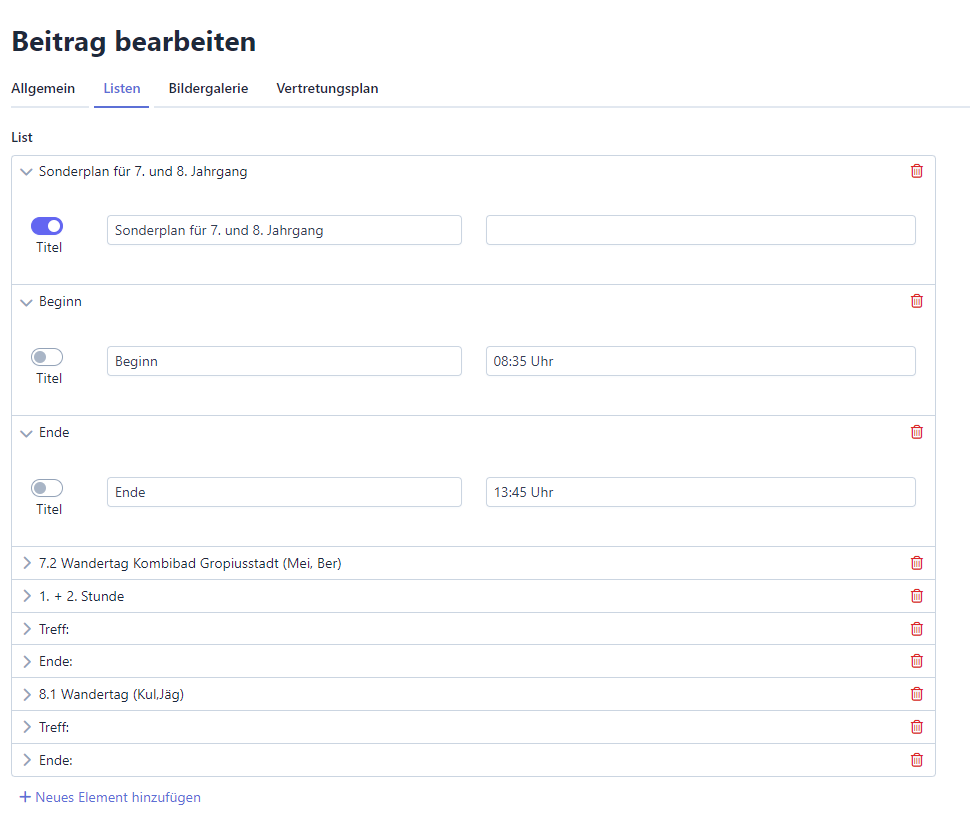 Beitrag bearbeiten
Allgemein Listen Bildergalerie Vertretungsplan
List
Sonderplan für 7. und 8. Jahrgang
Sonderplan für 7. und 8. Jahrgang
Titel
Beginn
Beginn 08:35 Uhr
Titel
Ende
Ende 13:45 Uhr
Titel
7.2 Wandertag Kombibad Gropiusstadt (Mei, Ber)
1. + 2. Stunde
Treff:
Ende:
8.1 Wandertag (Kul,Jäg)
Treff:
Ende:
+ Neues Element hinzufügen